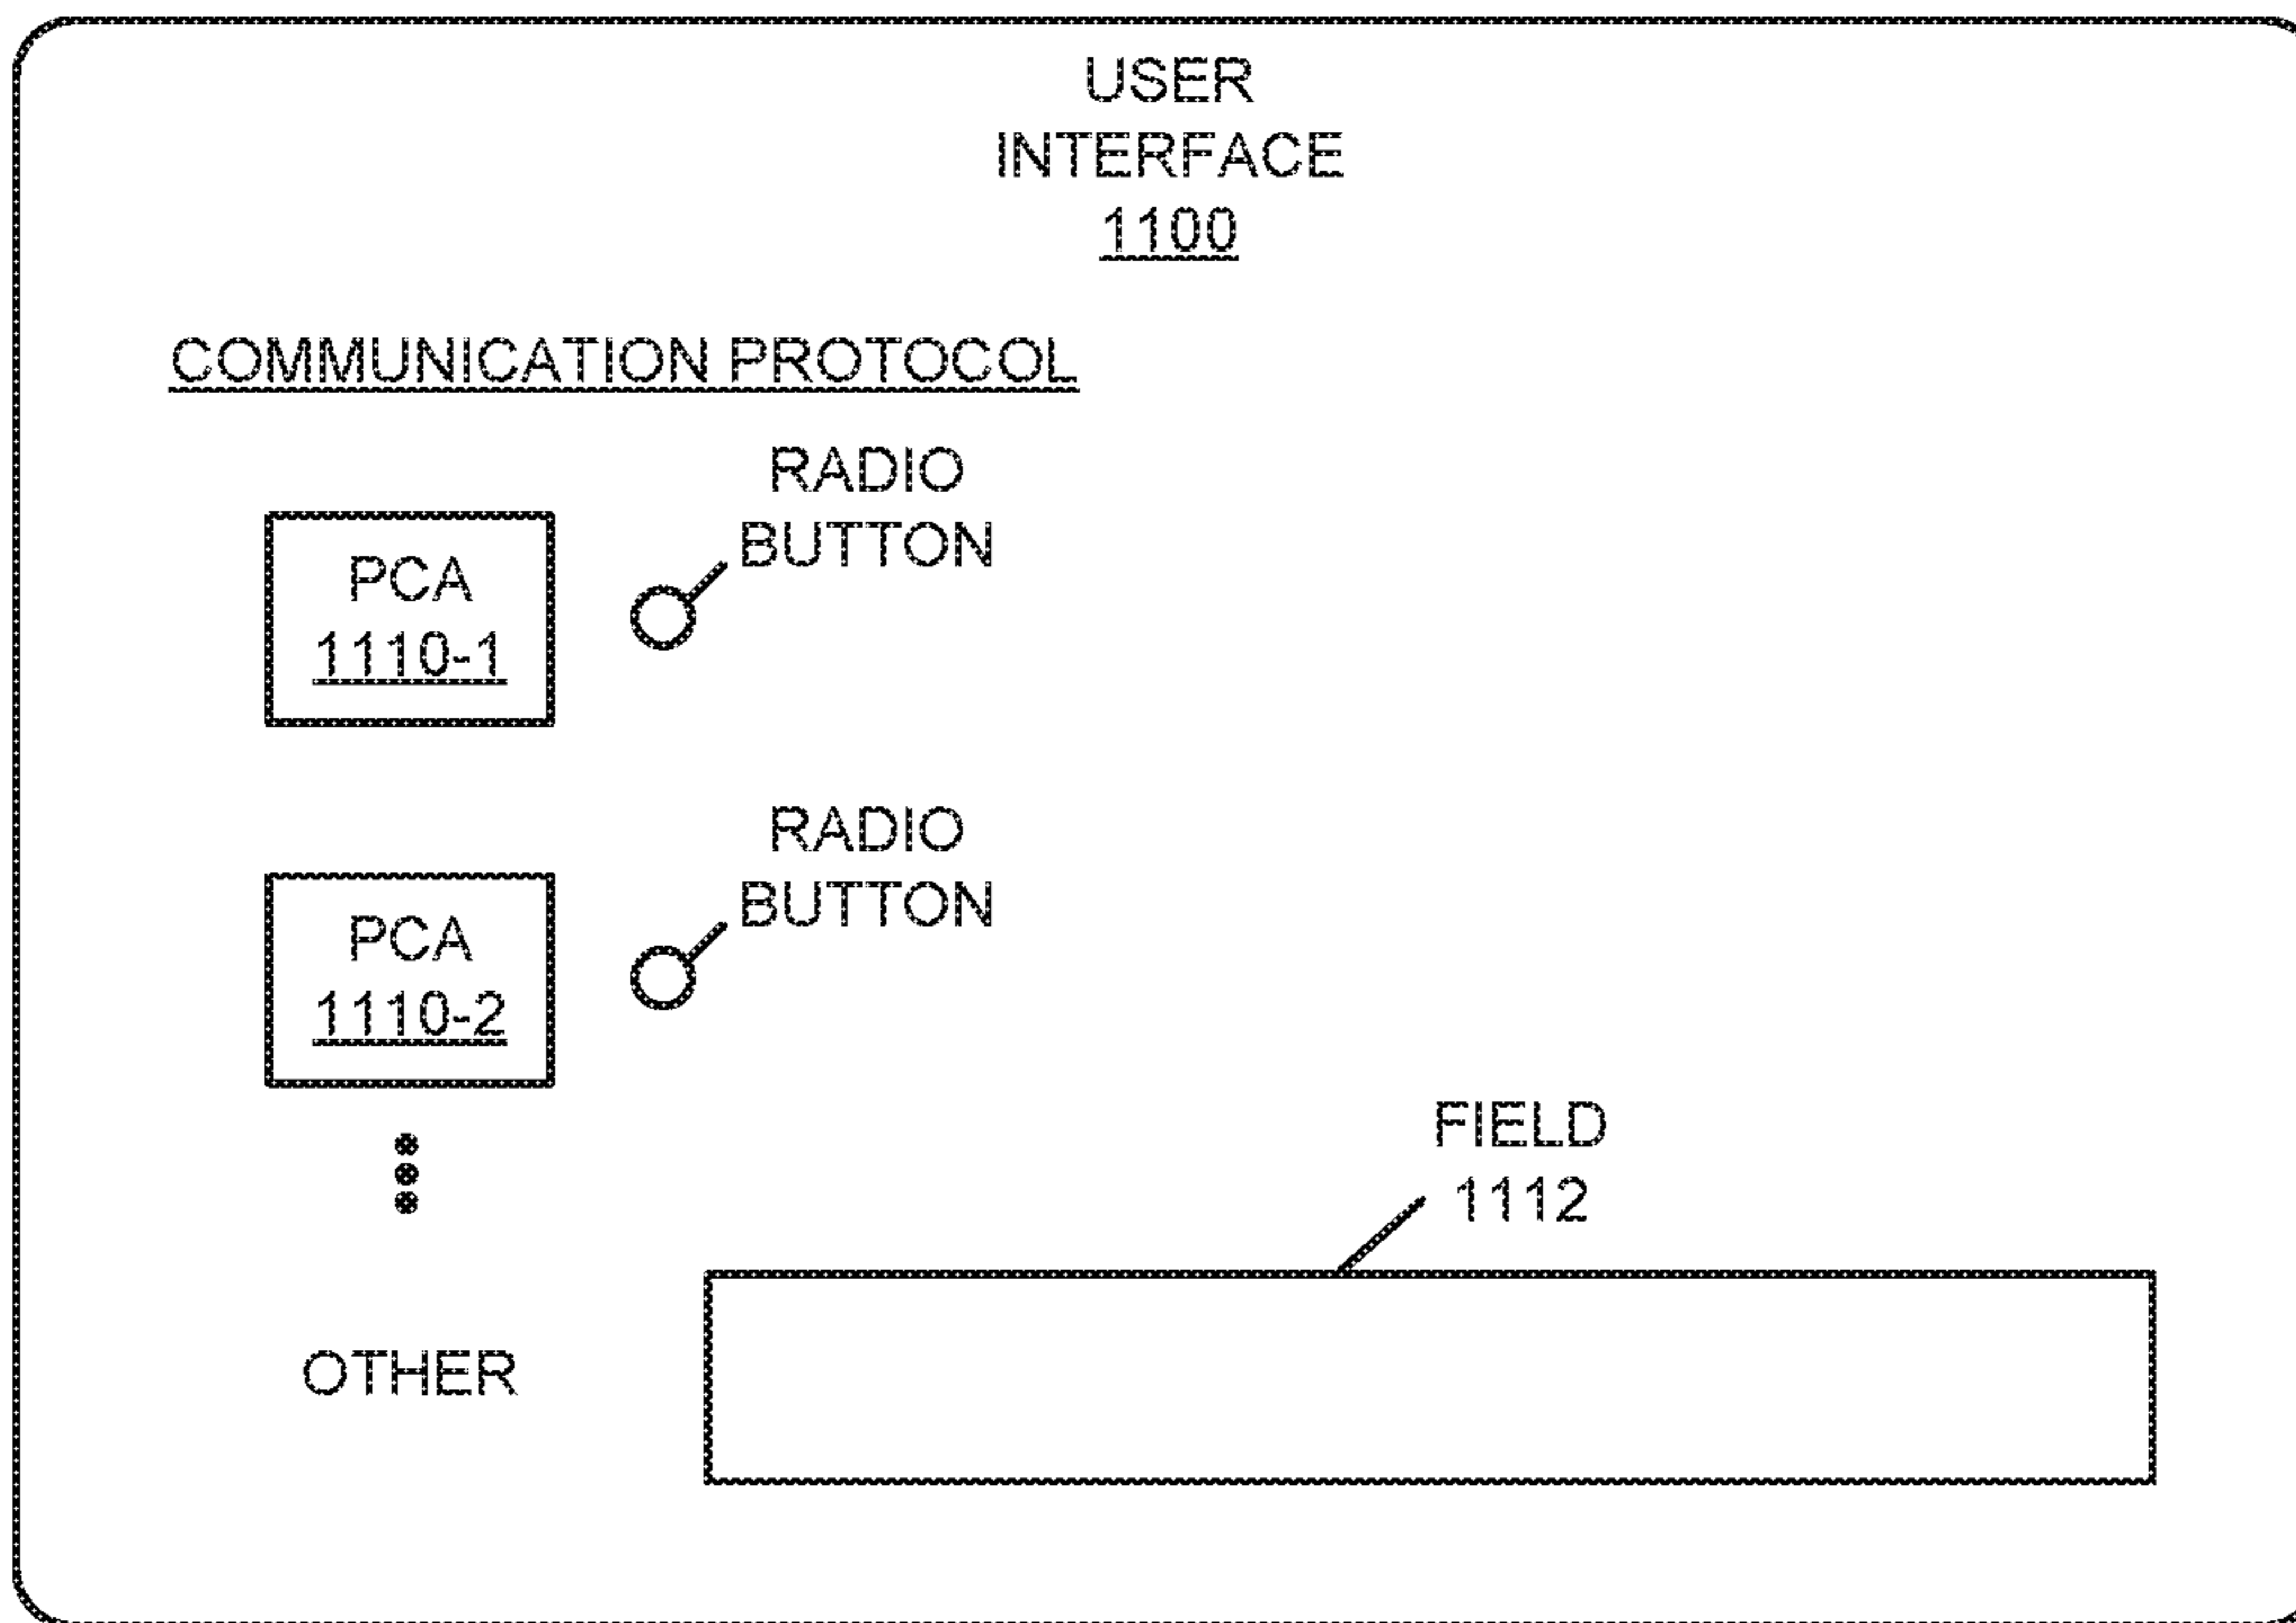 USER
INTERFACE
1100
COMMUNICATION PROTOCOL
RADIO
BUTTON
PCA
1110-1
RADIO
BUTTON
PCA
1110-2
FIELD
1112
OTHER